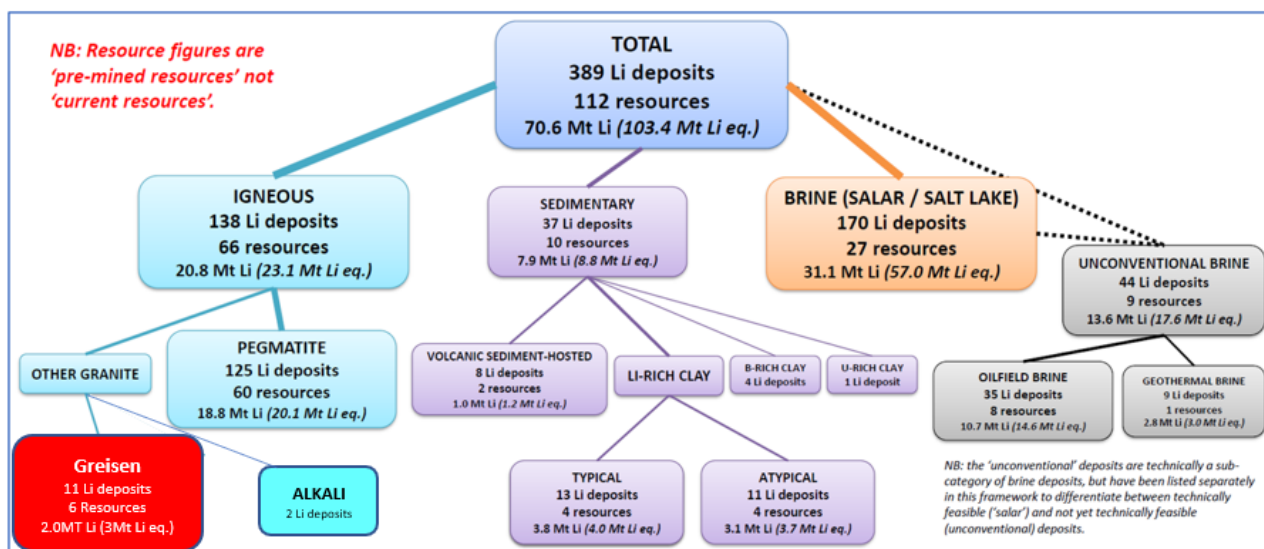 NB: Resource figures are
‘pre-mined resources’ not
‘current resources’.
TOTAL
389 Li deposits
112 resources
70.6 Mt Li (103.4 Mt Li eq.)
IGNEOUS
138 Li deposits
66 resources
20.8 Mt Li (23.1 Mt Li eq.)
SEDIMENTARY
37 Li deposits
10 resources
7.9 Mt Li (8.8 Mt Li eq.)
BRINE (SALAR / SALT LAKE)
170 Li deposits
27 resources
31.1 Mt Li (57.0 Mt Li eq.)
UNCONVENTIONAL BRINE
44 Li deposits
9 resources
13.6 Mt Li (17.6 Mt Li eq.)
OTHER GRANITE
PEGMATITE
125 Li deposits
60 resources
18.8 Mt Li (20.1 Mt Li eq.)
VOLCANIC SEDIMENT-HOSTED
8 Li deposits
2 resources
1.0 Mt Li (1.2 Mt Li eq.)
LI-RICH CLAY
B-RICH CLAY
4 Li deposits
U-RICH CLAY
1 Li deposit
OILFIELD BRINE
35 Li deposits
8 resources
10.7 Mt Li (14.6 Mt Li eq.)
GEOTHERMAL BRINE
9 Li deposits
1 resources
2.8 Mt Li (3.0 Mt Li eq.)
Greisen
11 Li deposits
6 Resources
2.0MT Li (3Mt Li eq.)
ALKALI
2 Li deposits
TYPICAL
13 Li deposits
4 resources
3.8 Mt Li (4.0 Mt Li eq.)
ATYPICAL
11 Li deposits
4 resources
3.1 Mt Li (3.7 Mt Li eq.)
NB: the ‘unconventional’ deposits are technically a sub-
category of brine deposits, but have been listed separately
in this framework to differentiate between technically
feasible (‘salar’) and not yet technically feasible
(unconventional) deposits.